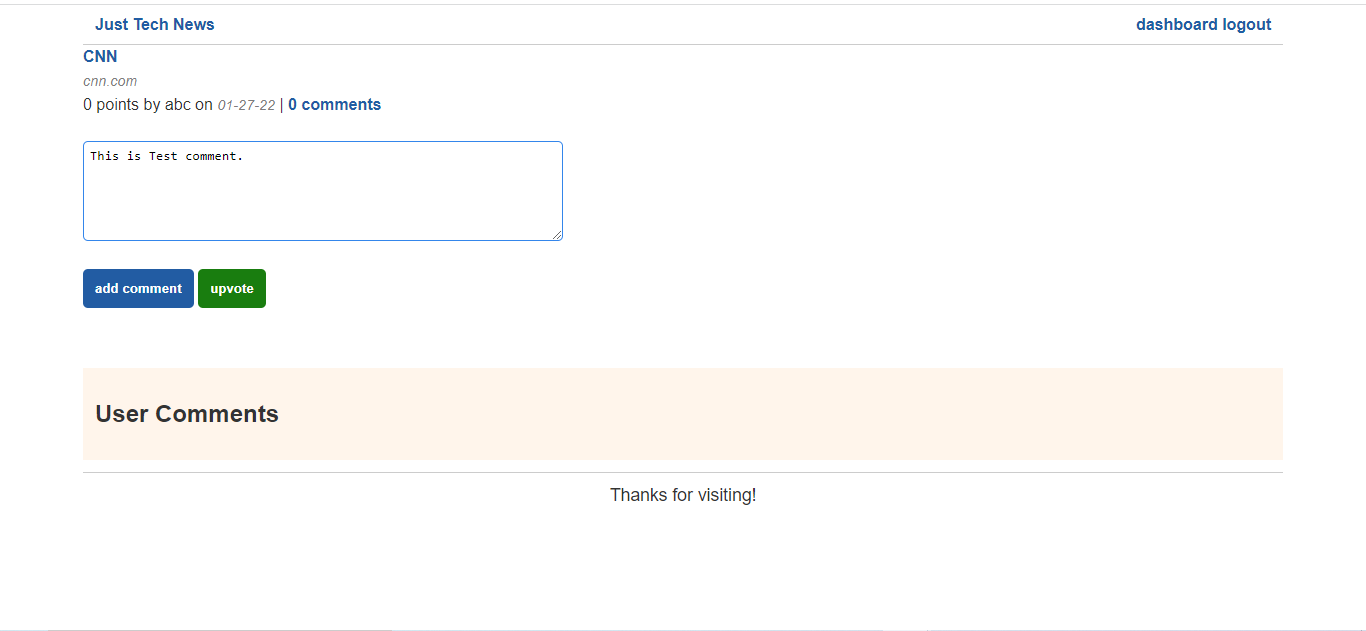 Just Tech News dashboard logout
CNN
cnn.com
0 points by abc on 01-27-22 | 0 comments
This is Test comment.
add comment upvote
User Comments
Thanks for visiting!